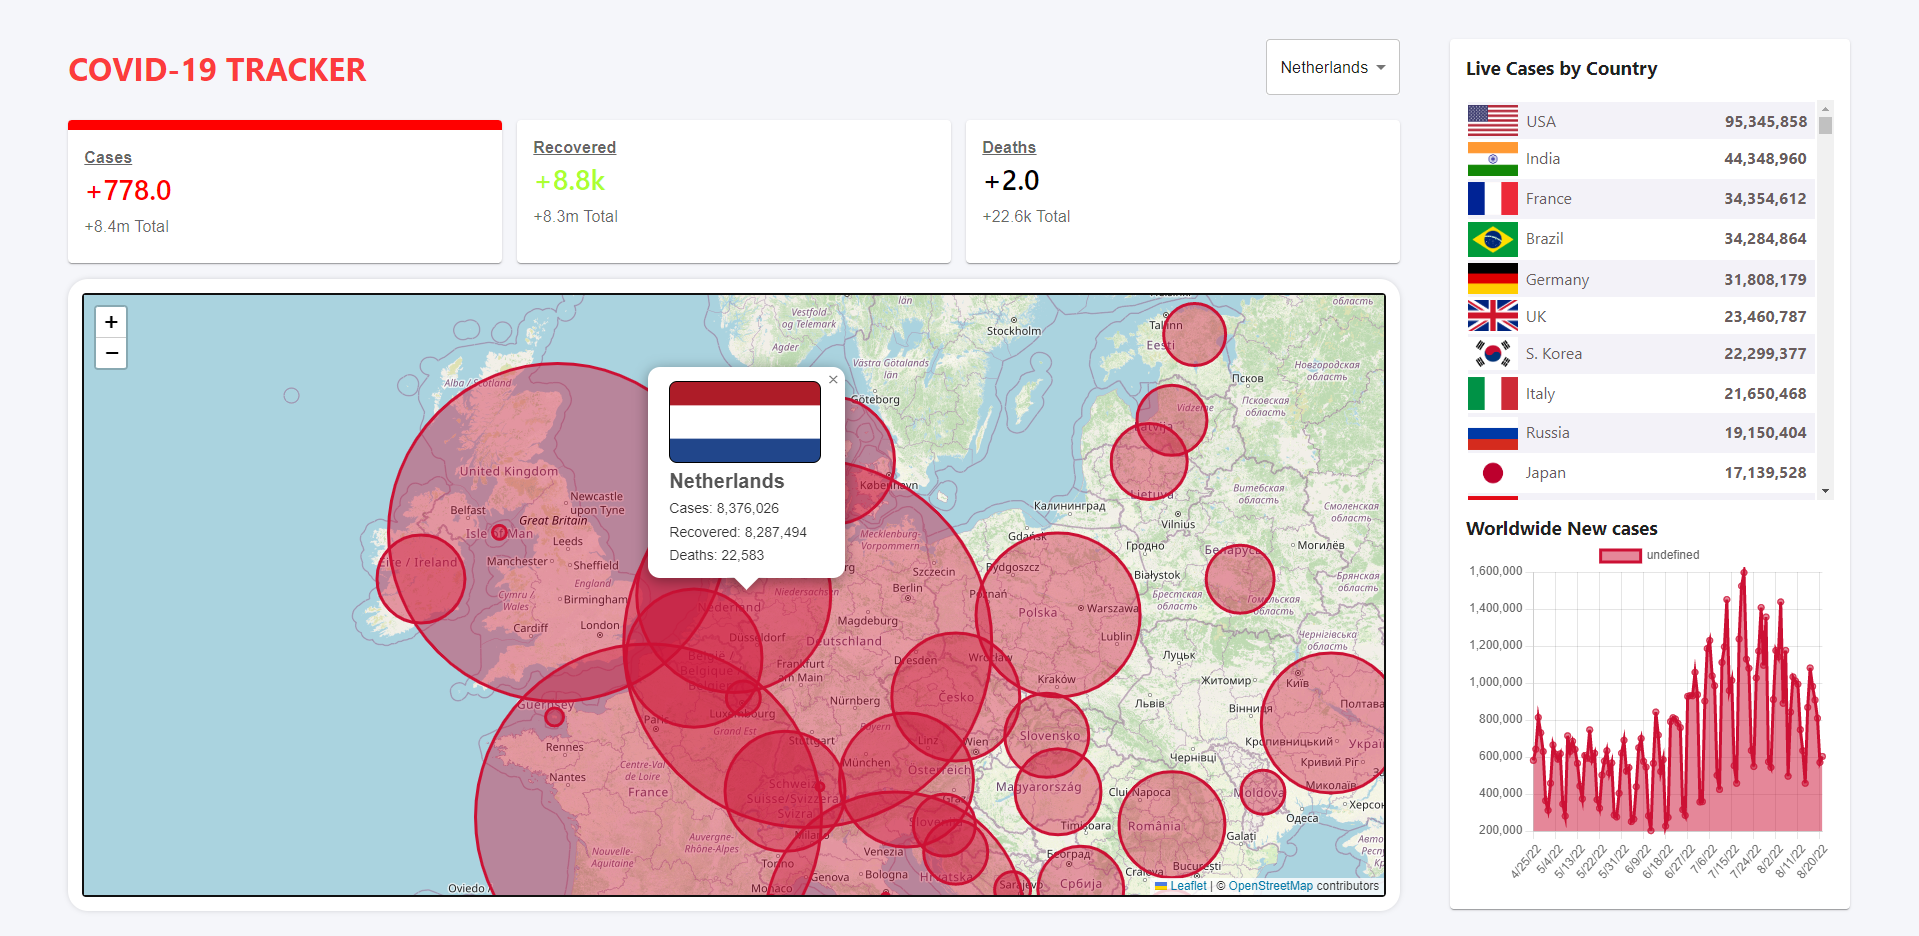 COVID-19 TRACKER
Netherlands
Cases
+778.0
+8.4m Total
Recovered
+8.8k
+8.3m Total
Deaths
+2.0
+22.6k Total
+
−
Vestfold
og Telemark
län
Stockholm
Tallinn
Eesti
область
Agder
Västra Götalands
län
Новгородская
область
Alba / Scotland
Göteborg
Псков
Псковская
область
Vidzeme
Latvija
×
Netherlands
Cases: 8,376,026
Recovered: 8,287,494
Deaths: 22,583
United Kingdom
København
Lietuva
Витебская
область
Newcastle
upon Tyne
Belfast
Great Britain
Isle of Man
Leeds
Калининград
Vilnius
Смоленская
область
Mecklenburg-
Vorpommern
Gdańsk
Гродно
Беларусь
Могилёв
Éire / Ireland
Manchester
Sheffield
England
Szczecin
Bydgoszcz
Białystok
Брянская
область
Cymru /
Wales
Birmingham
Nederland
Niedersachsen
Berlin
Poznań
Polska
Warszawa
Брестская
область
Гомельская
область
Cardiff
London
Düsseldorf
Magdeburg
Deutschland
Lublin
Чернігівська
область
België /
Belgique /
Belgien
Frankfurt
am Main
Dresden
Wrocław
Луцьк
Kraków
Житомир
Київ
Guernsey
Luxembourg
Nürnberg
Česko
Львів
Вінниця
Полтава
Rennes
Paris
Grand Est
Stuttgart
Bayern
Linz
Wien
Slovensko
Кропивницький
Nantes
Centre-Val
de Loire
France
München
Österreich
Чернівці
Кривий Ріг
Schweiz/
Suisse/Svizzera/
Svizra
Graz
Magyarország
Cluj-Napoca
Moldova
Миколаїв
Slovenija
Timișoara
România
Одеса
Auvergne-
Rhône-Alpes
Milano
Venezia
Galați
Nouvelle-
Aquitaine
Torino
Hrvatska
Београд
București
Oviedo
Monaco
Genova
Bologna
Sarajevo
Србија
Craiova
Leaflet | © OpenStreetMap contributors
Live Cases by Country
USA 95,345,858
India 44,348,960
France 34,354,612
Brazil 34,284,864
Germany 31,808,179
UK 23,460,787
S. Korea 22,299,377
Italy 21,650,468
Russia 19,150,404
Japan 17,139,528
Worldwide New cases
undefined
1,600,000
1,400,000
1,200,000
1,000,000
800,000
600,000
400,000
200,000
4/25/22
5/4/22
5/13/22
5/22/22
5/31/22
6/9/22
6/18/22
6/27/22
7/6/22
7/15/22
7/24/22
8/2/22
8/11/22
8/20/22